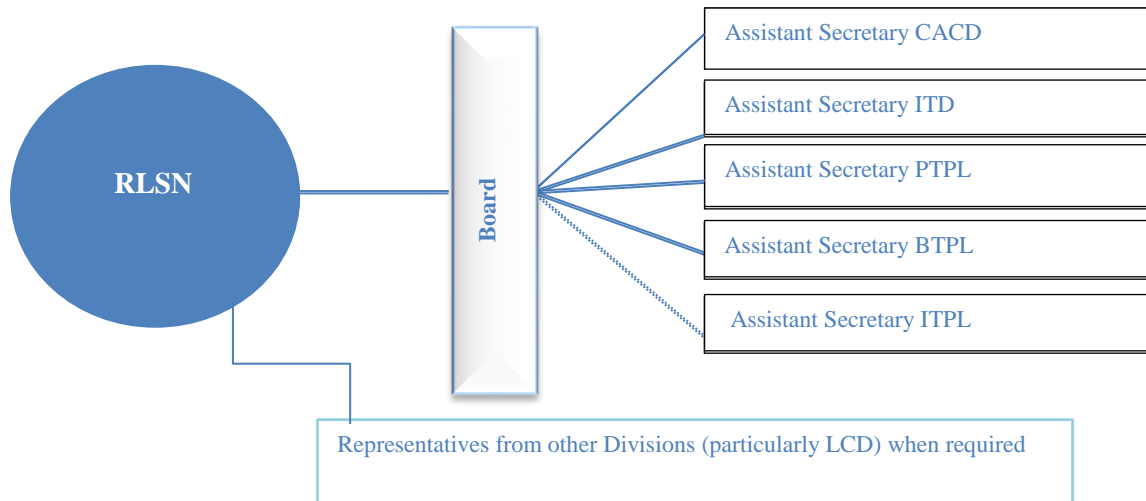 RLSN
Board
Assistant Secretary CACD
Assistant Secretary ITD
Assistant Secretary PTPL
Assistant Secretary BTPL
Assistant Secretary ITPL
Representatives from other Divisions (particularly LCD) when required